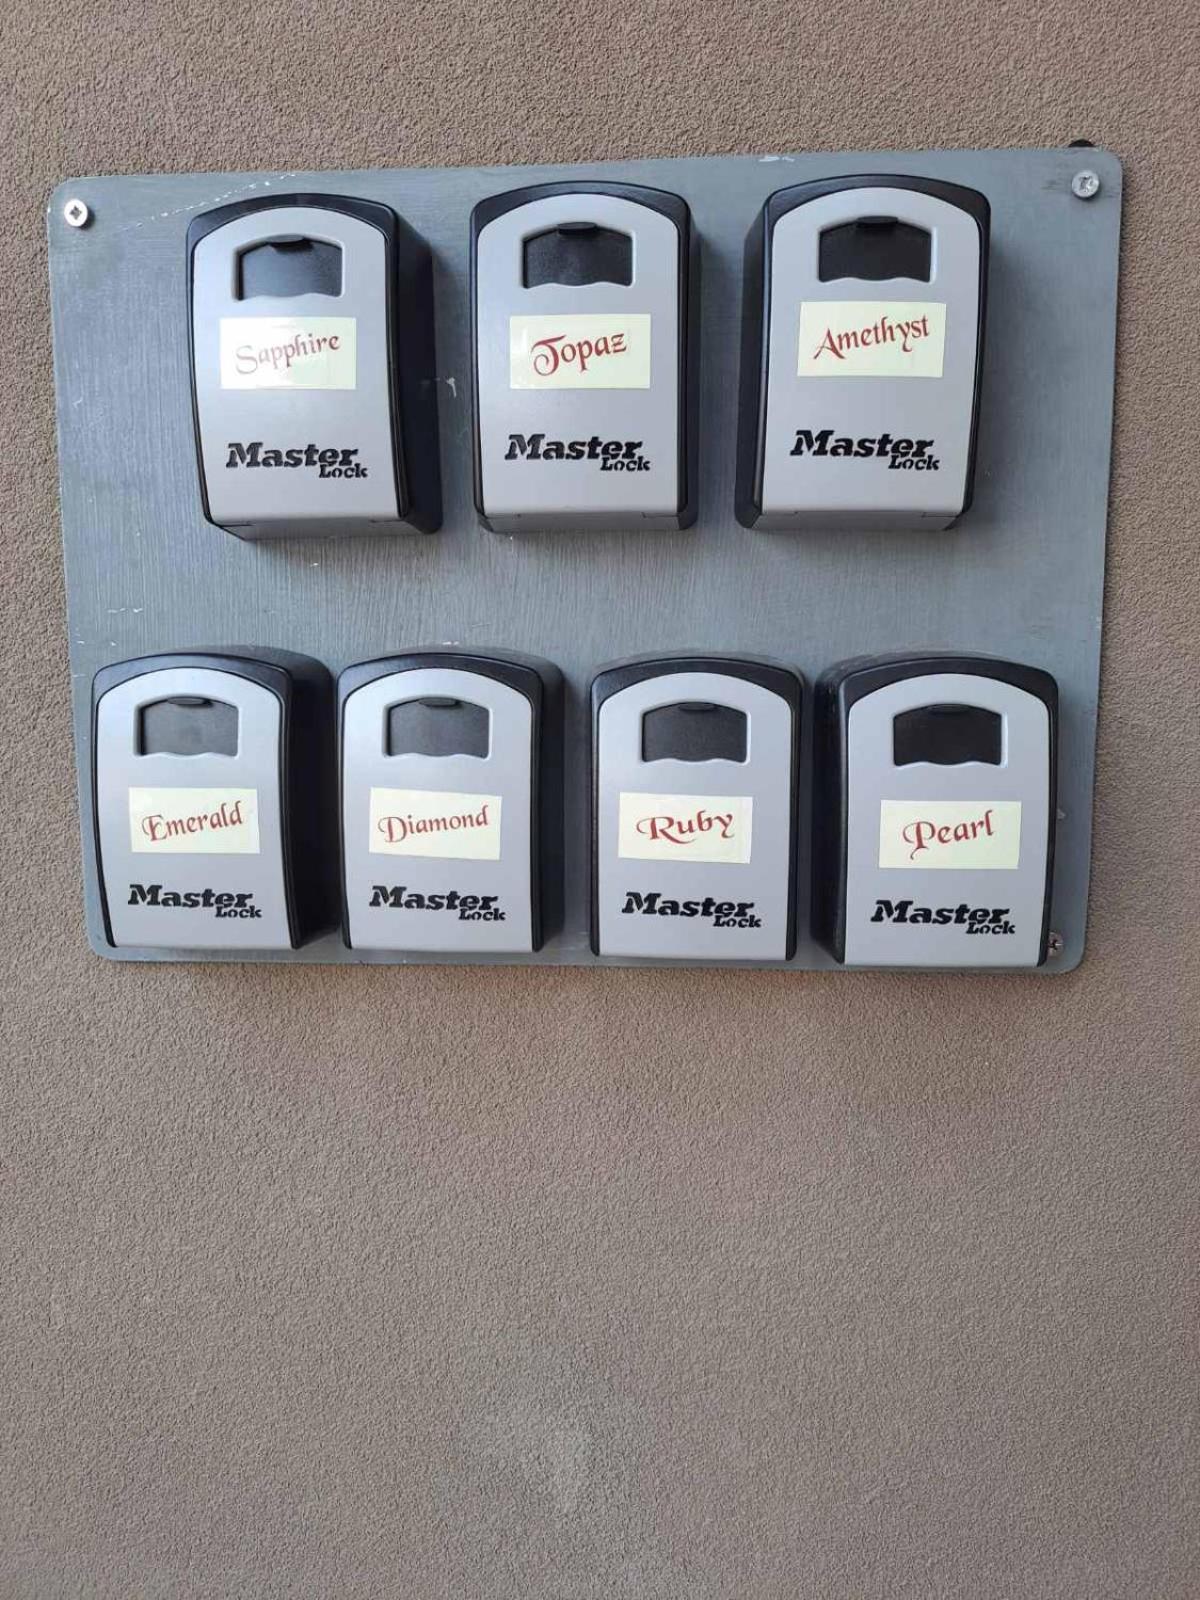 Sapphire
Master
Lock
Topaz
Master
Lock
Amethyst
Master
Lock
Emerald
Master
Lock
Diamond
Master
Lock
Ruby
Master
Lock
Pearl
Master
Lock